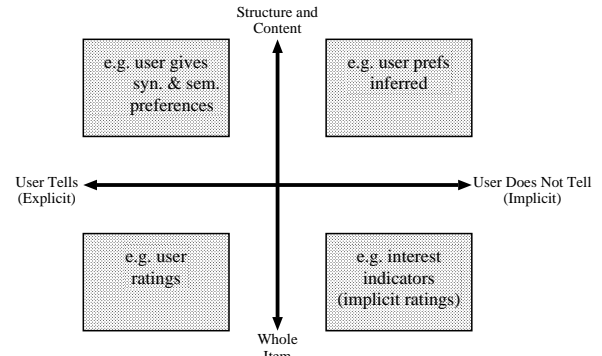 Structure and
Content
e.g. user gives
syn. & sem.
preferences
e.g. user prefs
inferred
User Tells
(Explicit)
User Does Not Tell
(Implicit)
e.g. user
ratings
e.g. interest
indicators
(implicit ratings)
Whole
Item